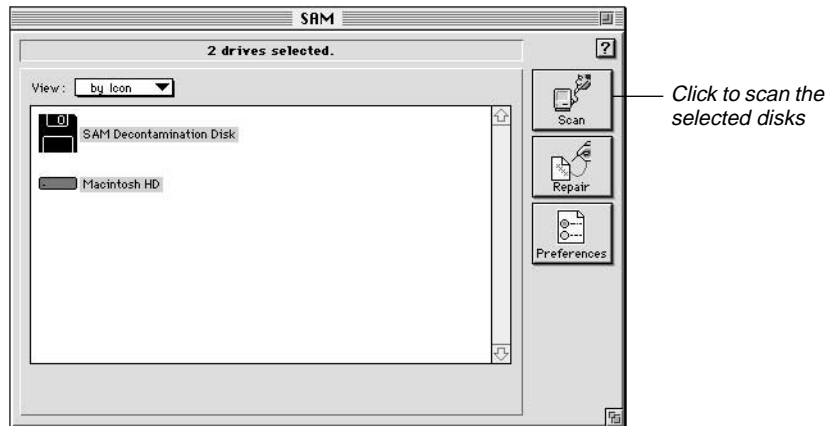 SAM
2 drives selected.
?
View: by Icon
SAM Decontamination Disk
Macintosh HD
Scan
Repair
Preferences
Click to scan the
selected disks